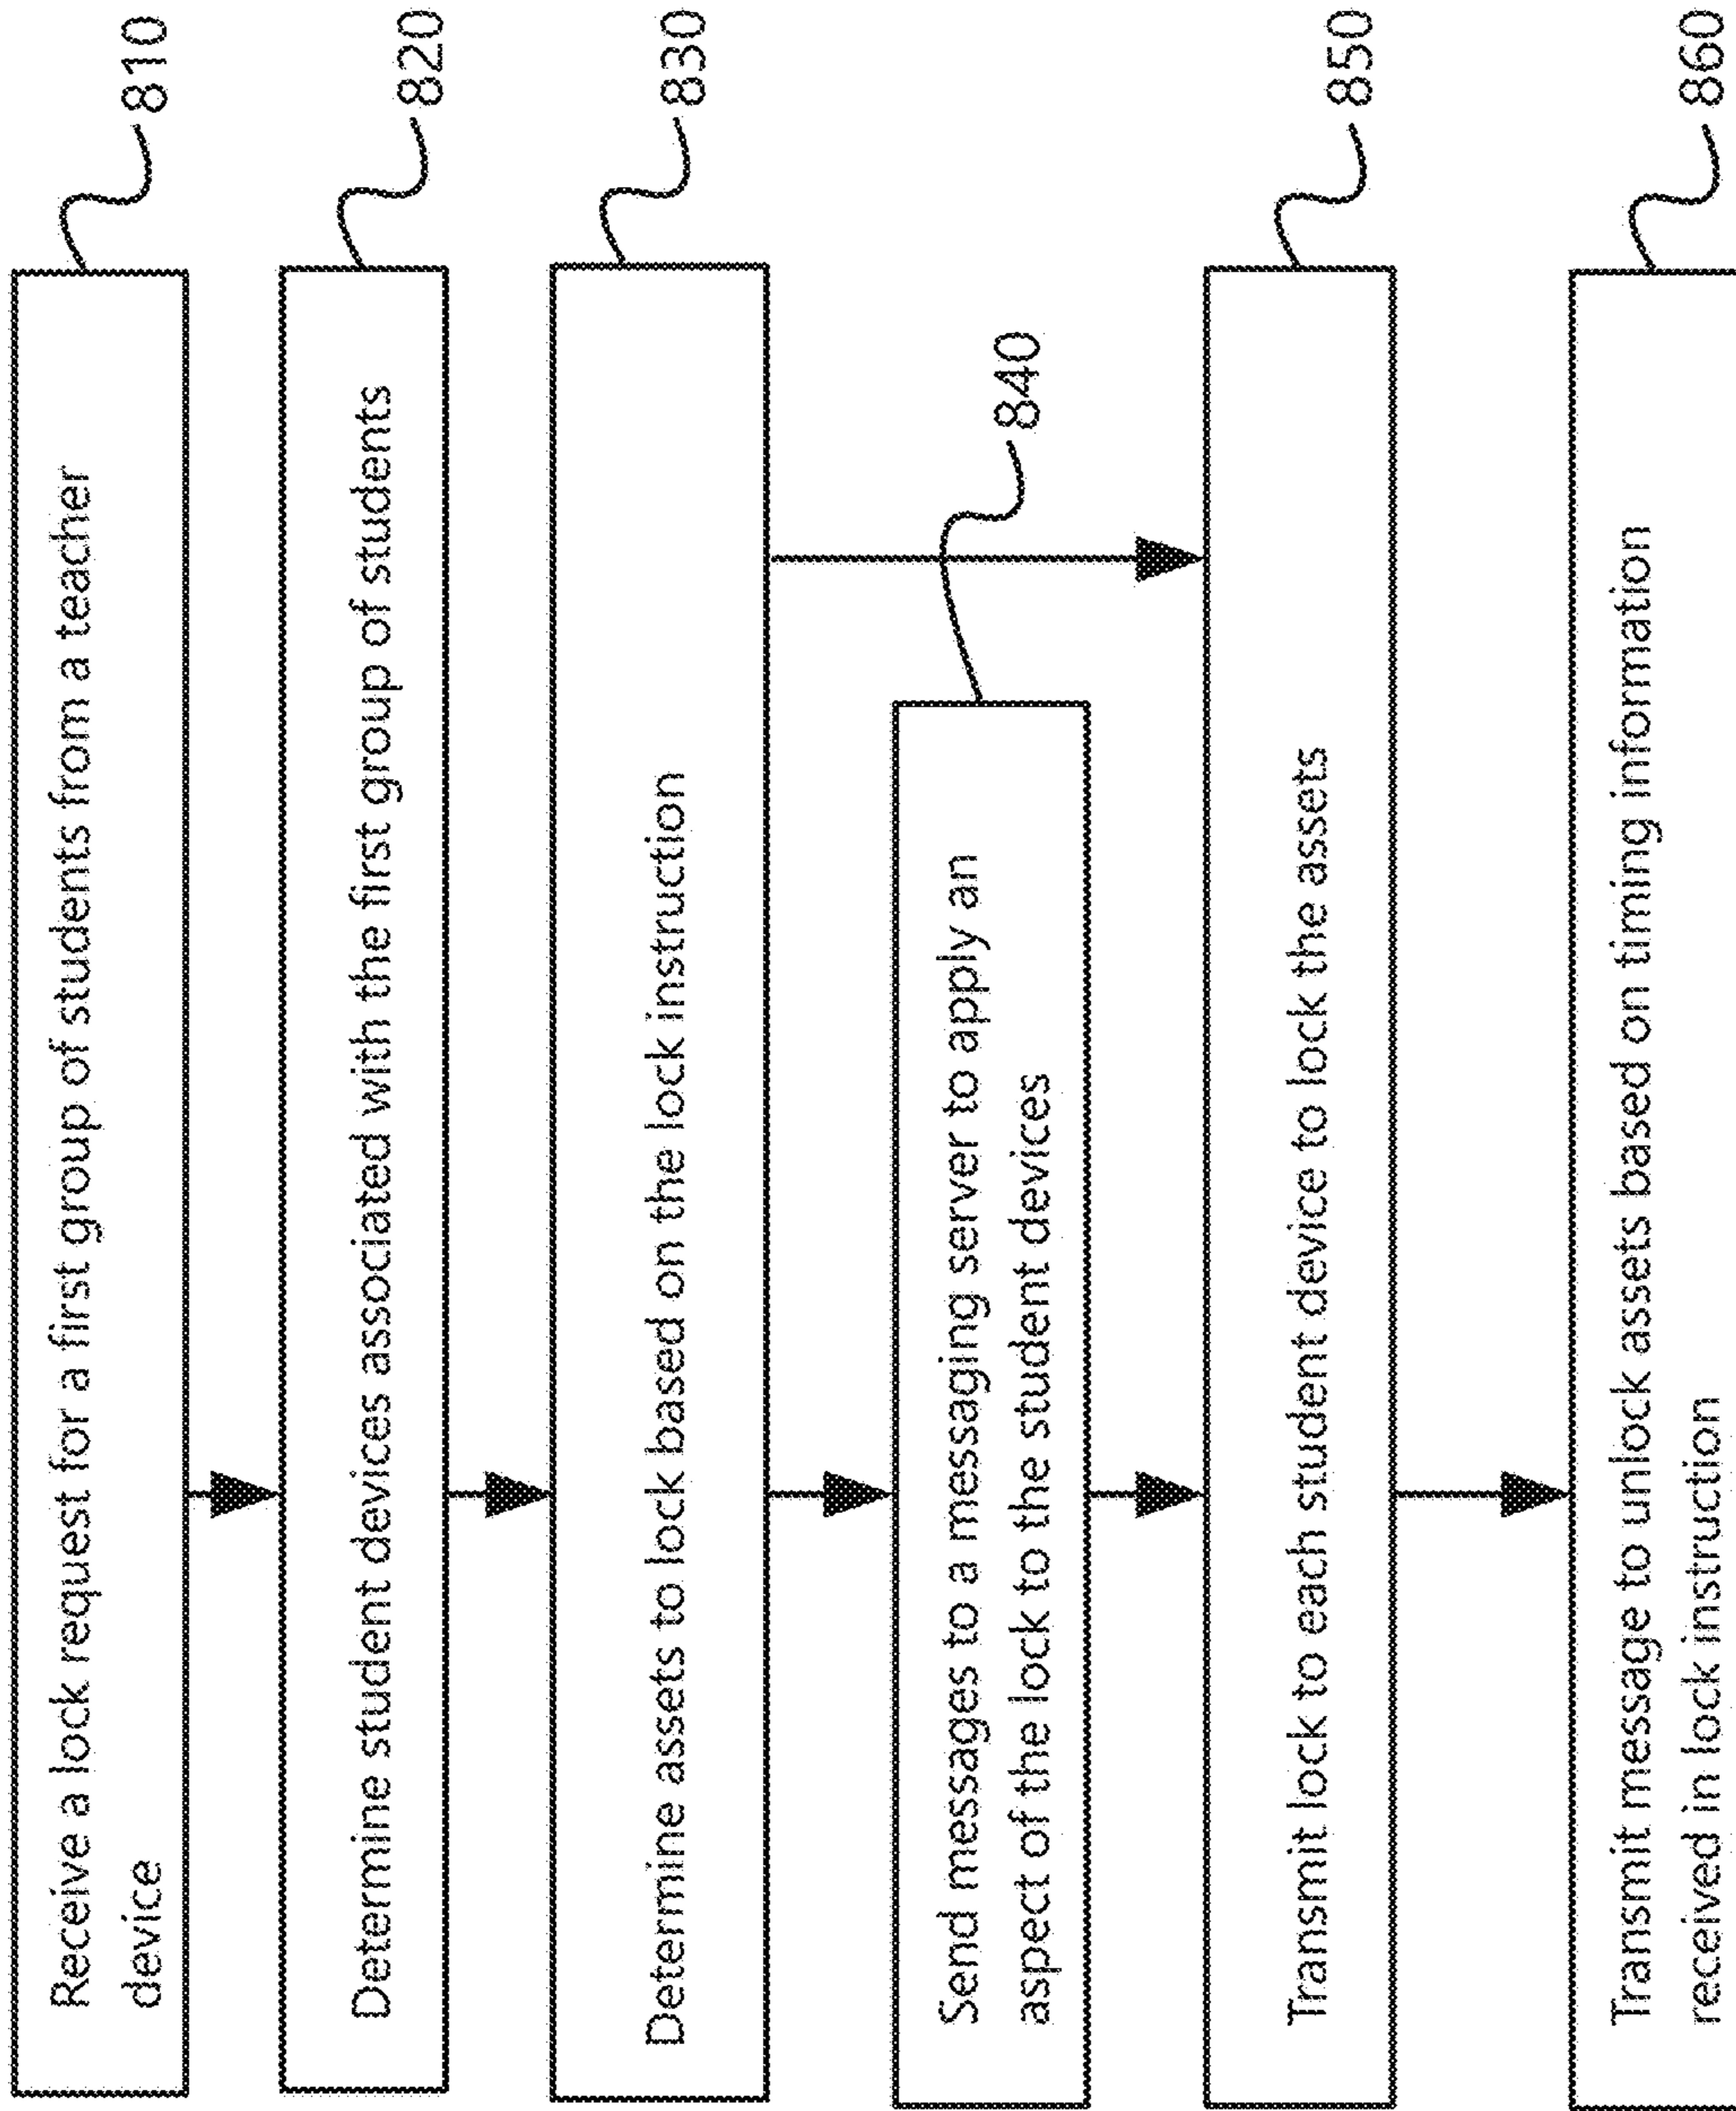 Receive a lock request for a first group of students from a teacher
device
810
Determine student devices associated with the first group of students
820
Determine assets to lock based on the lock instruction
830
Send messages to a messaging server to apply an
aspect of the lock to the student devices
840
Transmit lock to each student device to lock the assets
850
Transmit message to unlock assets based on timing information
received in lock instruction
860